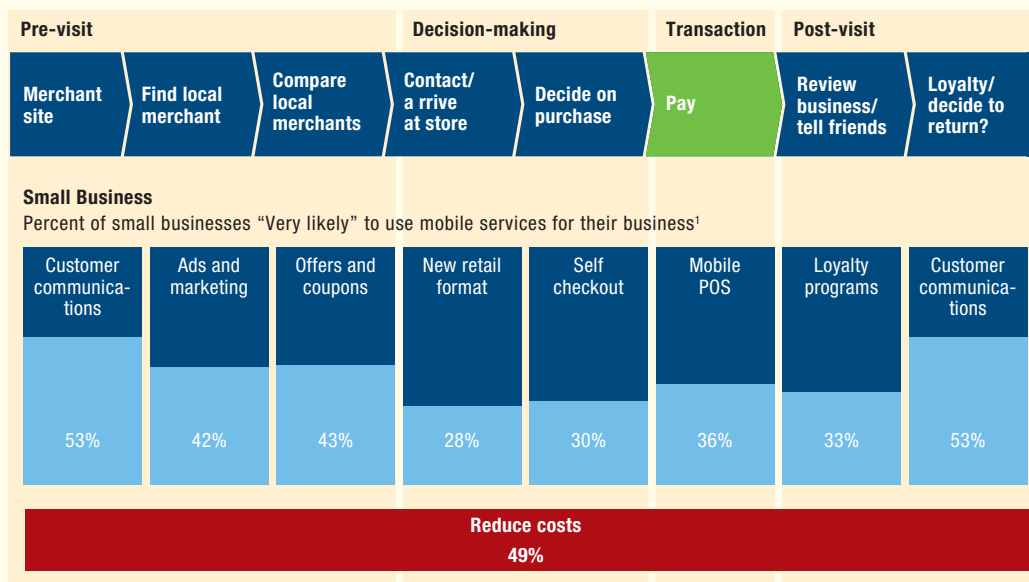 Pre-visit
Decision-making
Transaction
Post-visit
Merchant
site
Find local
merchant
Compare
local
merchants
Contact/
a rrive
at store
Decide on
purchase
Pay
Review
business/
tell friends
Loyalty/
decide to
return?
Small Business
Percent of small businesses “Very likely” to use mobile services for their business¹
Customer
communica-
tions
53%
Ads and
marketing
42%
Offers and
coupons
43%
New retail
format
28%
Self
checkout
30%
Mobile
POS
36%
Loyalty
programs
33%
Customer
communica-
tions
53%
Reduce costs
49%